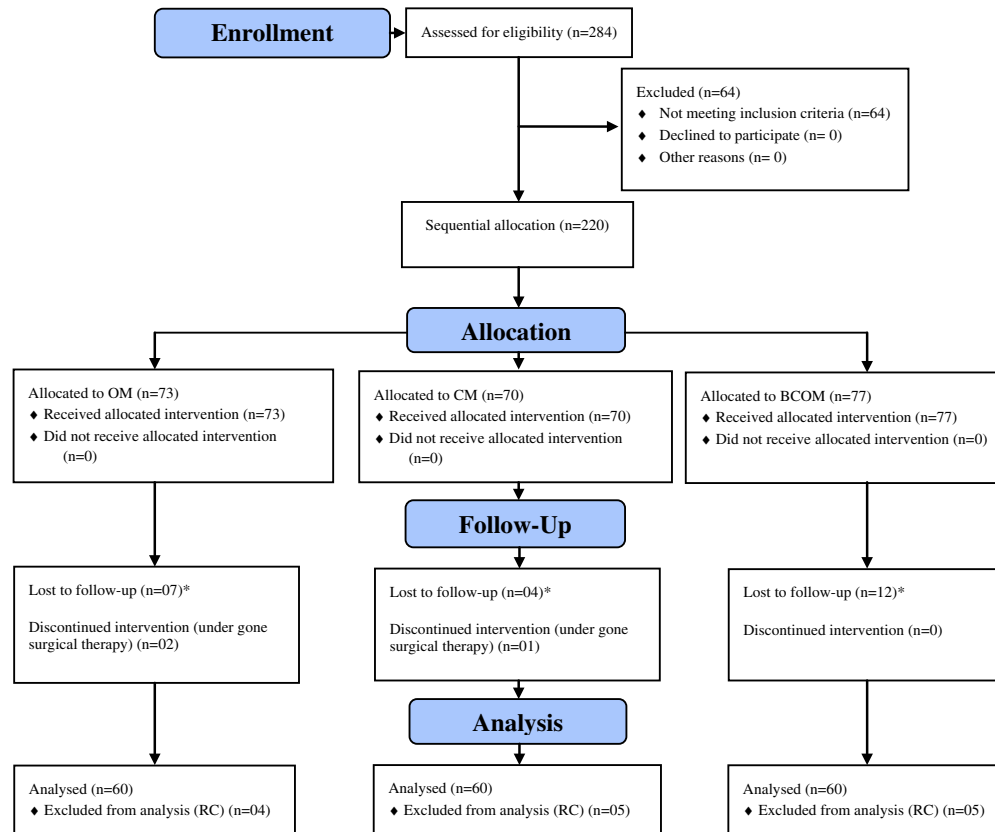 Enrollment
Assessed for eligibility (n=284)
Excluded (n=64)
♦ Not meeting inclusion criteria (n=64)
♦ Declined to participate (n= 0)
♦ Other reasons (n= 0)
Sequential allocation (n=220)
Allocation
Allocated to OM (n=73)
♦ Received allocated intervention (n=73)
♦ Did not receive allocated intervention
(n=0)
Allocated to CM (n=70)
♦ Received allocated intervention (n=70)
♦ Did not receive allocated intervention
(n=0)
Allocated to BCOM (n=77)
♦ Received allocated intervention (n=77)
♦ Did not receive allocated intervention (n=0)
Follow-Up
Lost to follow-up (n=07)*
Discontinued intervention (under gone
surgical therapy) (n=02)
Lost to follow-up (n=04)*
Discontinued intervention (under gone
surgical therapy) (n=01)
Lost to follow-up (n=12)*
Discontinued intervention (n=0)
Analysis
Analysed (n=60)
♦ Excluded from analysis (RC) (n=04)
Analysed (n=60)
♦ Excluded from analysis (RC) (n=05)
Analysed (n=60)
♦ Excluded from analysis (RC) (n=05)